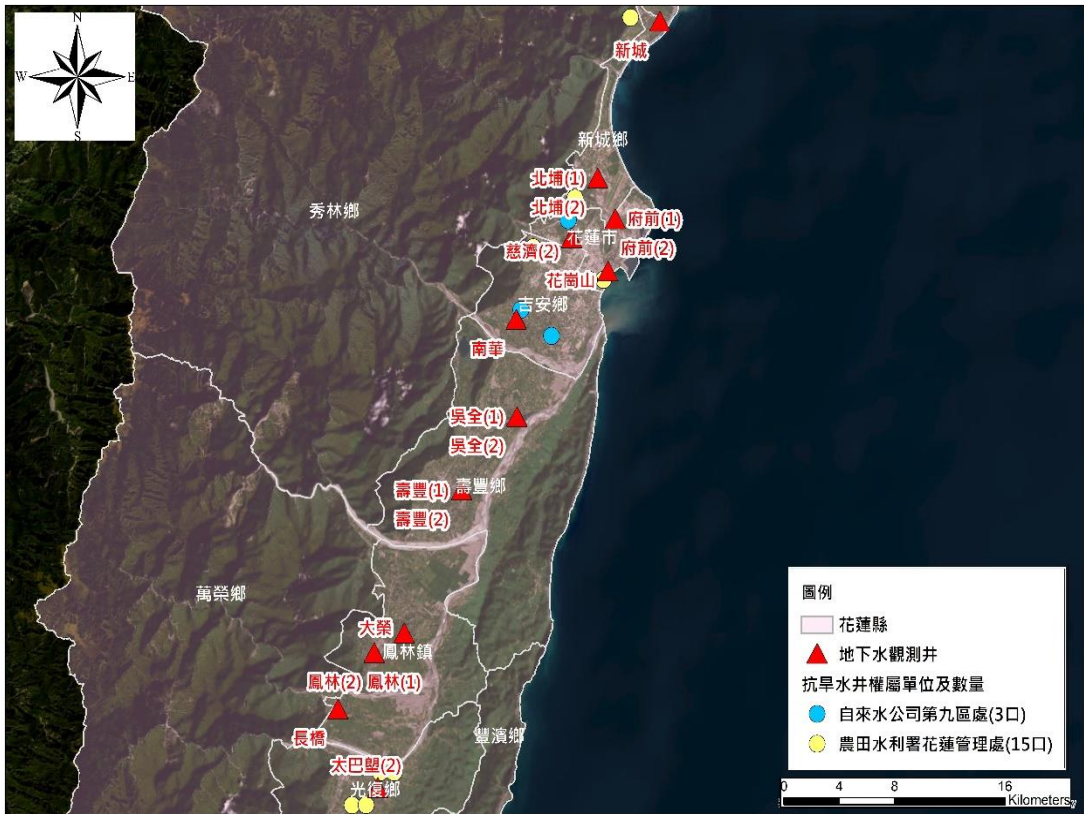 N
W
E
S
新城
新城鄉
北埔(1)
秀林鄉
北埔(2)
府前(1)
花蓮市
慈濟(2)
府前(2)
花崗山
吉安鄉
南華
吳全(1)
吳全(2)
壽豐(1)
壽豐鄉
壽豐(2)
萬榮鄉
大榮
鳳林鎮
鳳林(2) 鳳林(1)
長橋
豐濱鄉
太巴塱(2)
光復鄉
圖例
花蓮縣
地下水觀測井
抗旱水井權屬單位及數量
自來水公司第九區處(3口)
農田水利署花蓮管理處(15口)
0 4 8 16
Kilometers